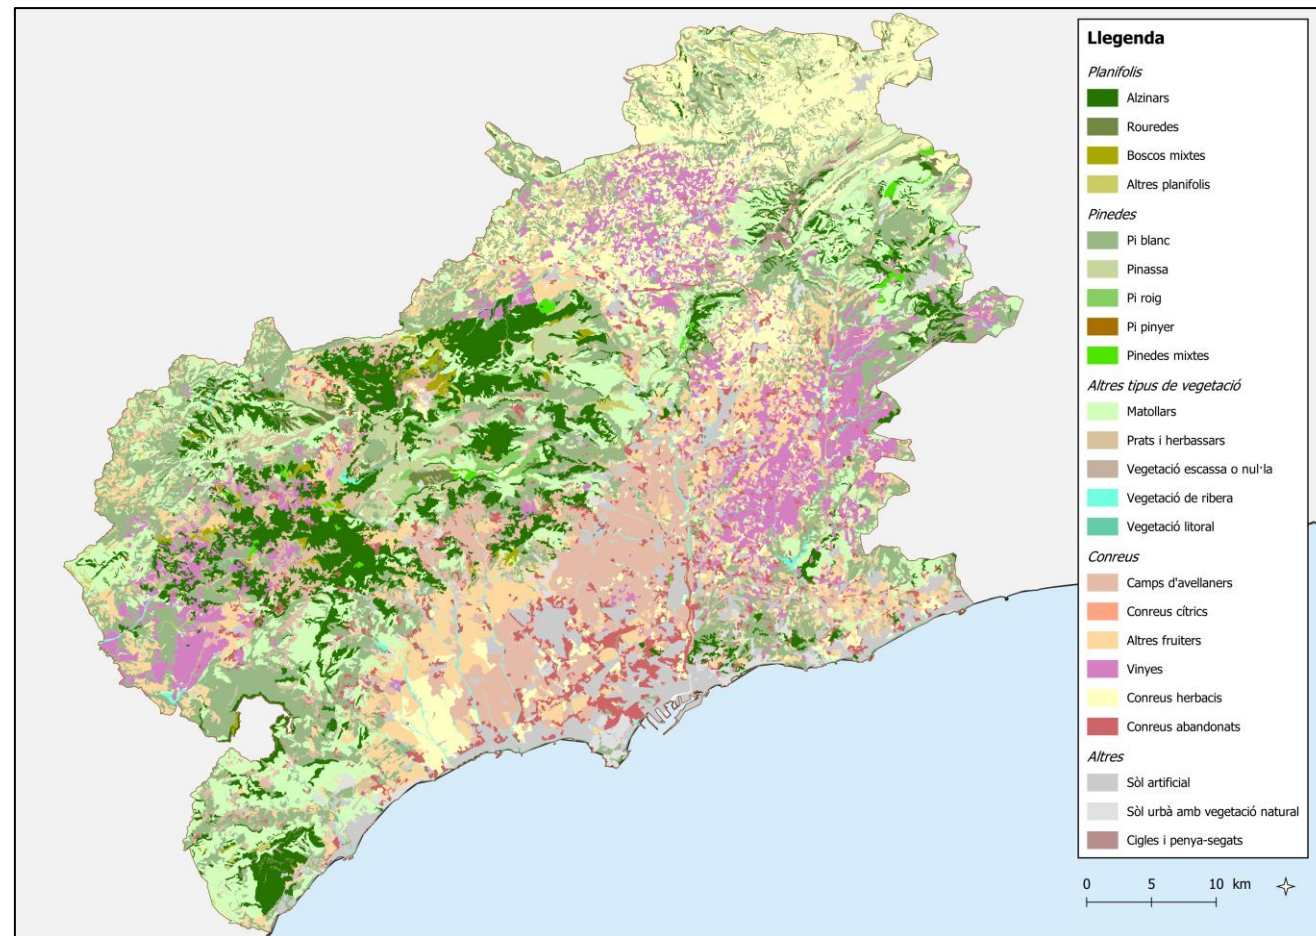 Llegenda
Planifolis
Alzinars
Rouredes
Boscos mixtes
Altres planifolis
Pinedes
Pi blanc
Pinassa
Pi roig
Pi pinyer
Pinedes mixtes
Altres tipus de vegetació
Matollars
Prats i herbassars
Vegetació escassa o nul·la
Vegetació de ribera
Vegetació litoral
Conreus
Camps d'avellaners
Conreus cítrics
Altres fruiters
Vinyes
Conreus herbacis
Conreus abandonats
Altres
Sòl artificial
Sòl urbà amb vegetació natural
Cigles i penya-segats
0 5 10 km